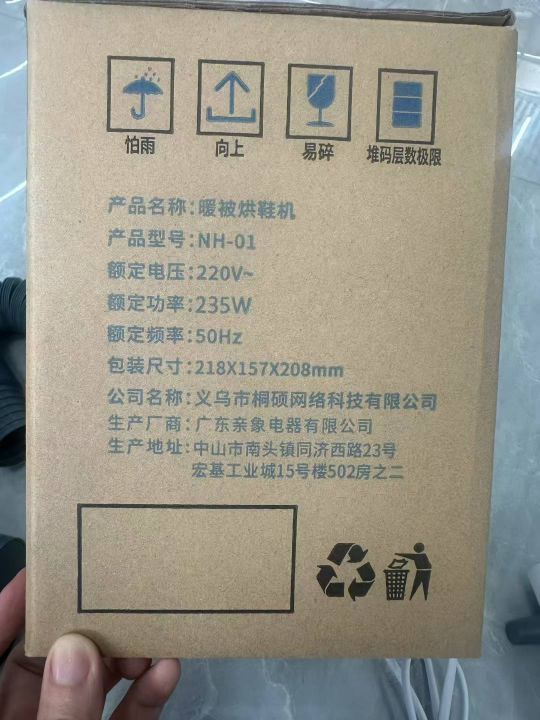 怕雨 向上 易碎 堆码层数极限
产品名称:暖被烘鞋机
产品型号:NH-01
额定电压:220V~
额定功率:235W
额定频率:50Hz
包装尺寸:218X157X208mm
公司名称:义乌市桐硕网络科技有限公司
生产厂商:广东亲象电器有限公司
生产地址:中山市南头镇同济西路23号
宏基工业城15号楼502房之二